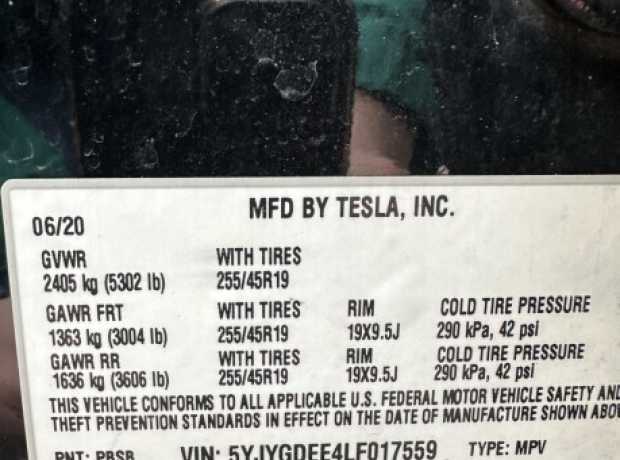 MFD BY TESLA, INC.
06/20
GVWR WITH TIRES
2405 kg (5302 lb) 255/45R19
GAWR FRT WITH TIRES RIM COLD TIRE PRESSURE
1363 kg (3004 lb) 255/45R19 19X9.5J 290 kPa, 42 psi
GAWR RR WITH TIRES RIM COLD TIRE PRESSURE
1636 kg (3606 lb) 255/45R19 19X9.5J 290 kPa, 42 psi
THIS VEHICLE CONFORMS TO ALL APPLICABLE U.S. FEDERAL MOTOR VEHICLE SAFETY AND
THEFT PREVENTION STANDARDS IN EFFECT ON THE DATE OF MANUFACTURE SHOWN ABO
PNT: PBSB VIN: 5YJYGDEE4LF017559 TYPE: MPV